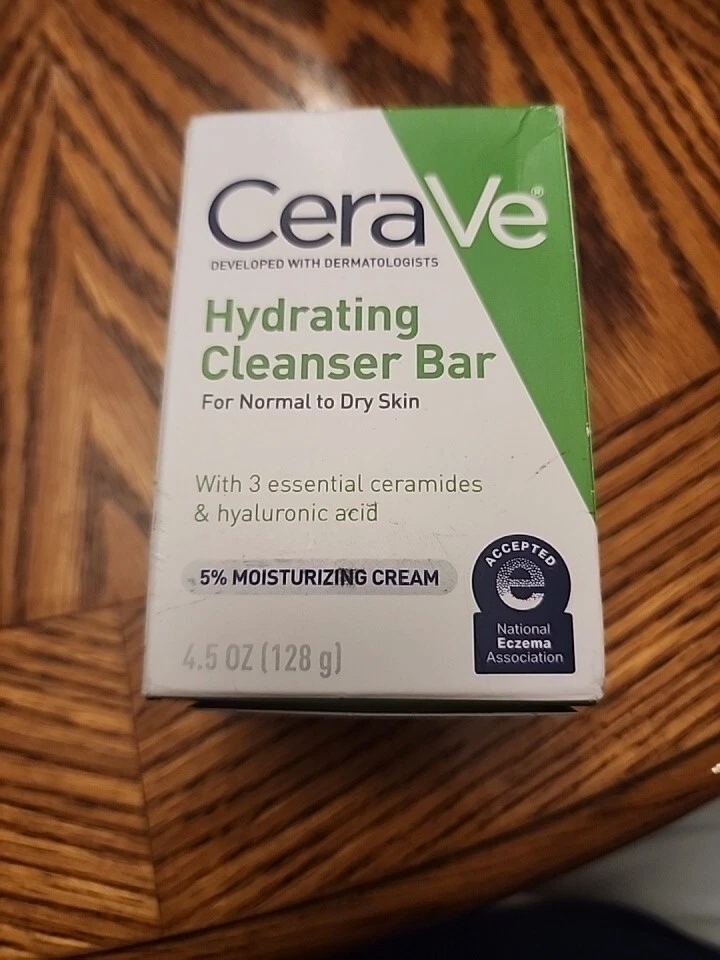 CeraVe®
DEVELOPED WITH DERMATOLOGISTS
Hydrating
Cleanser Bar
For Normal to Dry Skin
With 3 essential ceramides
& hyaluronic acid
5% MOISTURIZING CREAM
4.5 OZ (128 g)
ACCEPTED
e
National
Eczema
Association